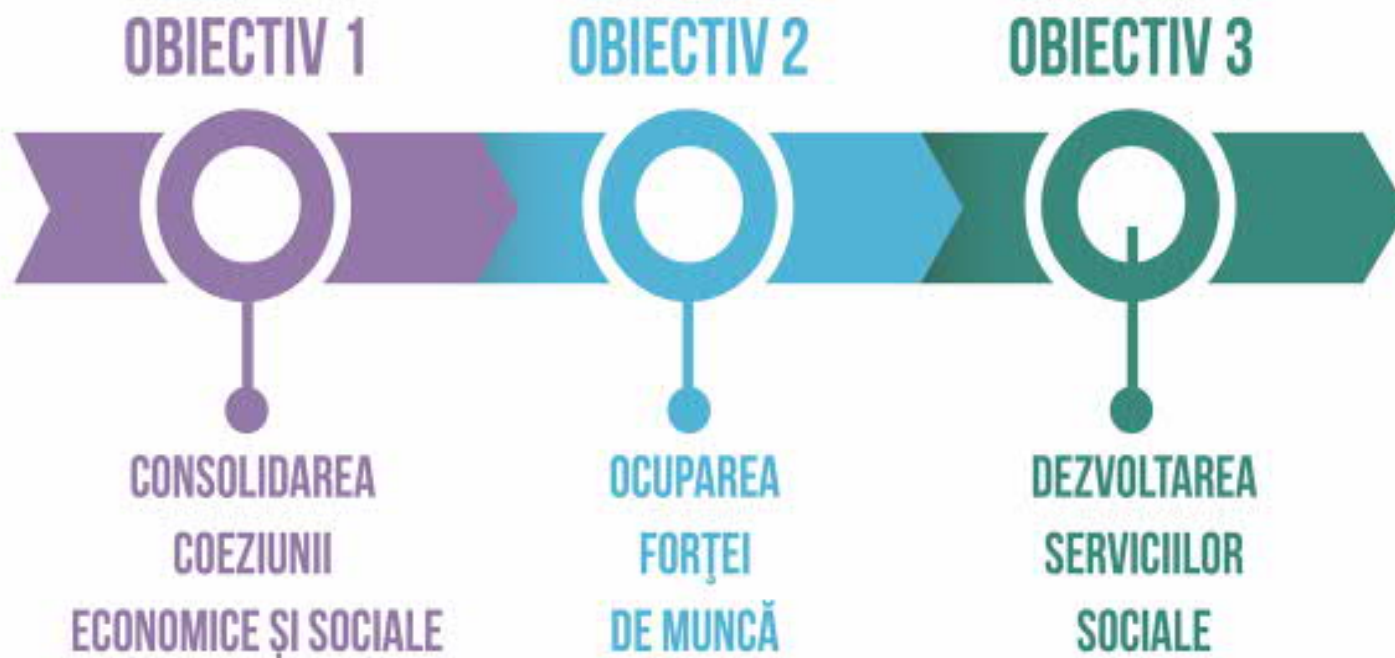 OBIECTIV 1
OBIECTIV 2
OBIECTIV 3
CONSOLIDAREA
COEZIUNII
ECONOMICE ȘI SOCIALE
OCUPAREA
FORŢEI
DE MUNCĂ
DEZVOLTAREA
SERVICIILOR
SOCIALE